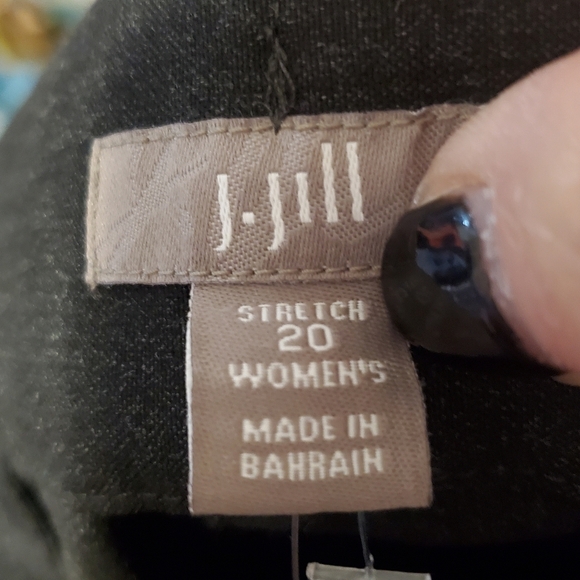 J.Jill
STRETCH
20
WOMEN'S
MADE IN
BAHRAIN